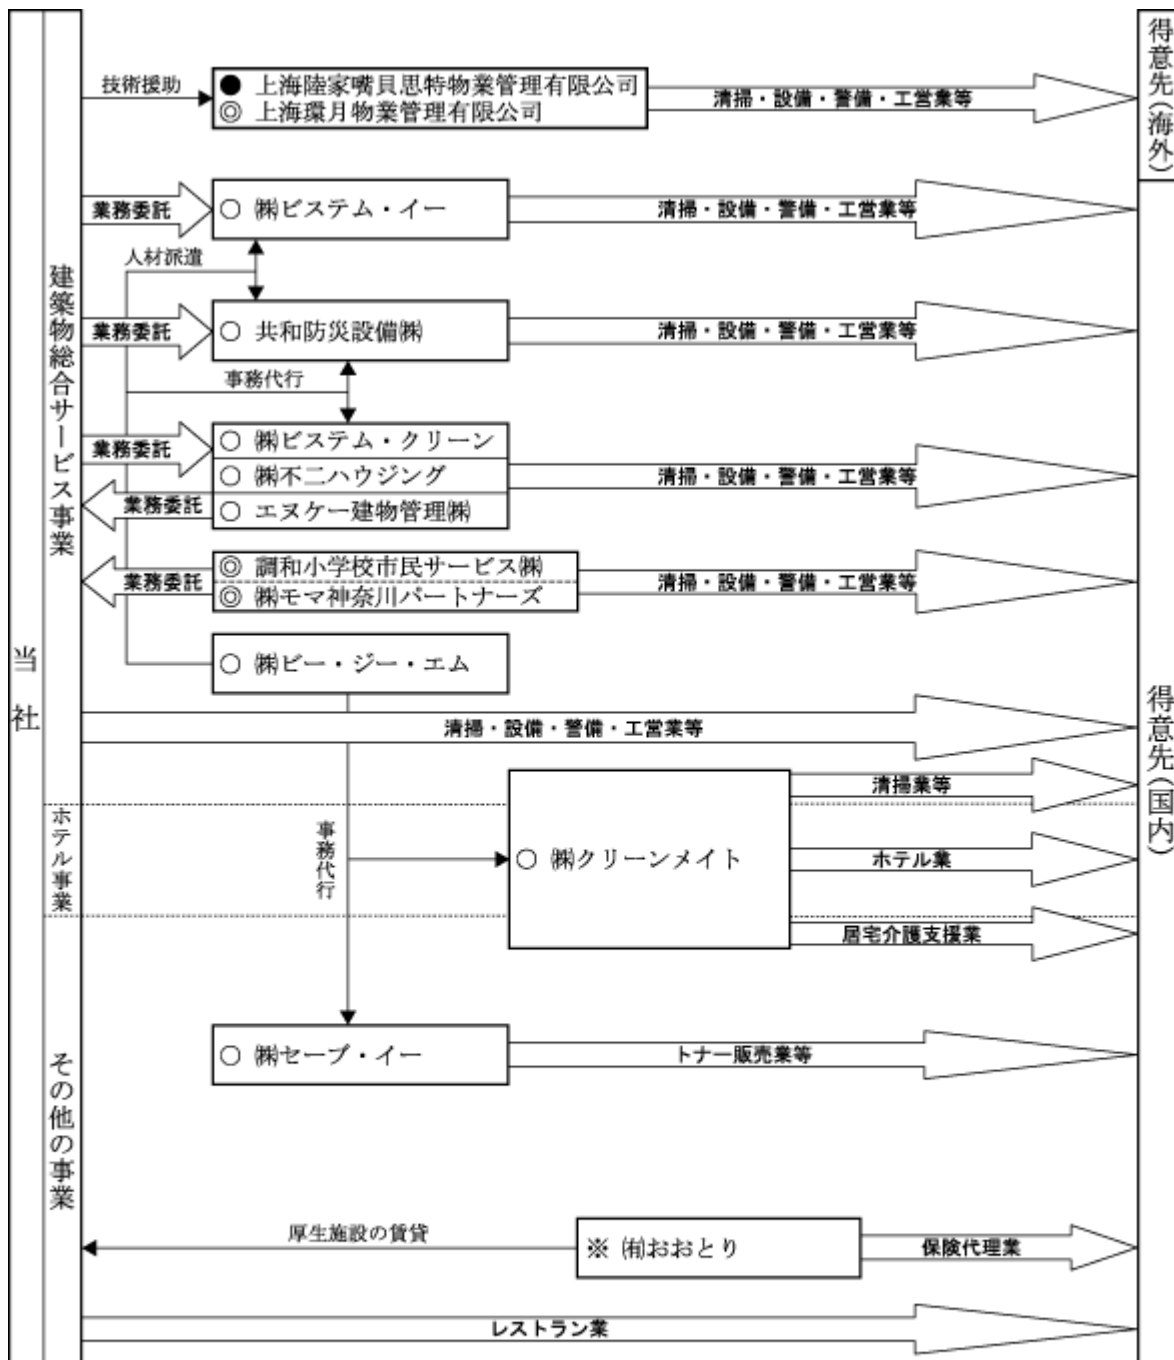 得意先（海外）
技術援助
● 上海陸家嘴貝思特物業管理有限公司
◎ 上海環月物業管理有限公司
清掃・設備・警備・工営業等
業務委託
○ ㈱ビステム・イー
清掃・設備・警備・工営業等
人材派遣
建築物総合サービス事業
業務委託
○ 共和防災設備㈱
清掃・設備・警備・工営業等
事務代行
業務委託
○ ㈱ビステム・クリーン
○ ㈱不二ハウジング
清掃・設備・警備・工営業等
業務委託
○ エヌケー建物管理㈱
◎ 調和小学校市民サービス㈱
業務委託
清掃・設備・警備・工営業等
◎ ㈱モマ神奈川パートナーズ
当社
○ ㈱ビー・ジー・エム
得意先（国内）
清掃・設備・警備・工営業等
清掃業等
ホテル事業
事務代行
○ ㈱クリーンメイト
ホテル業
居宅介護支援業
その他の事業
○ ㈱セーブ・イー
トナー販売業等
厚生施設の賃貸
※ ㈲おおとり
保険代理業
レストラン業